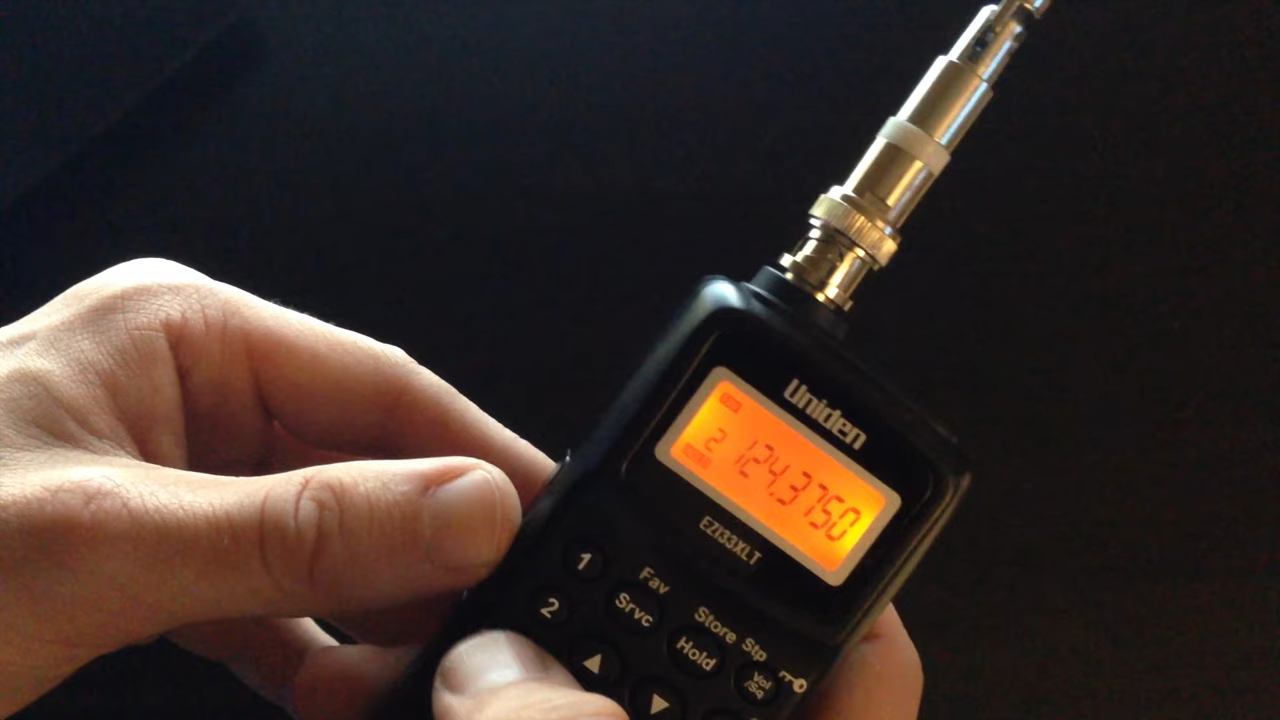 Uniden
2 124.3750
EZI33XLT
1
Fav
2
Srvc
Store
Stp
Hold
Vol
/Sq